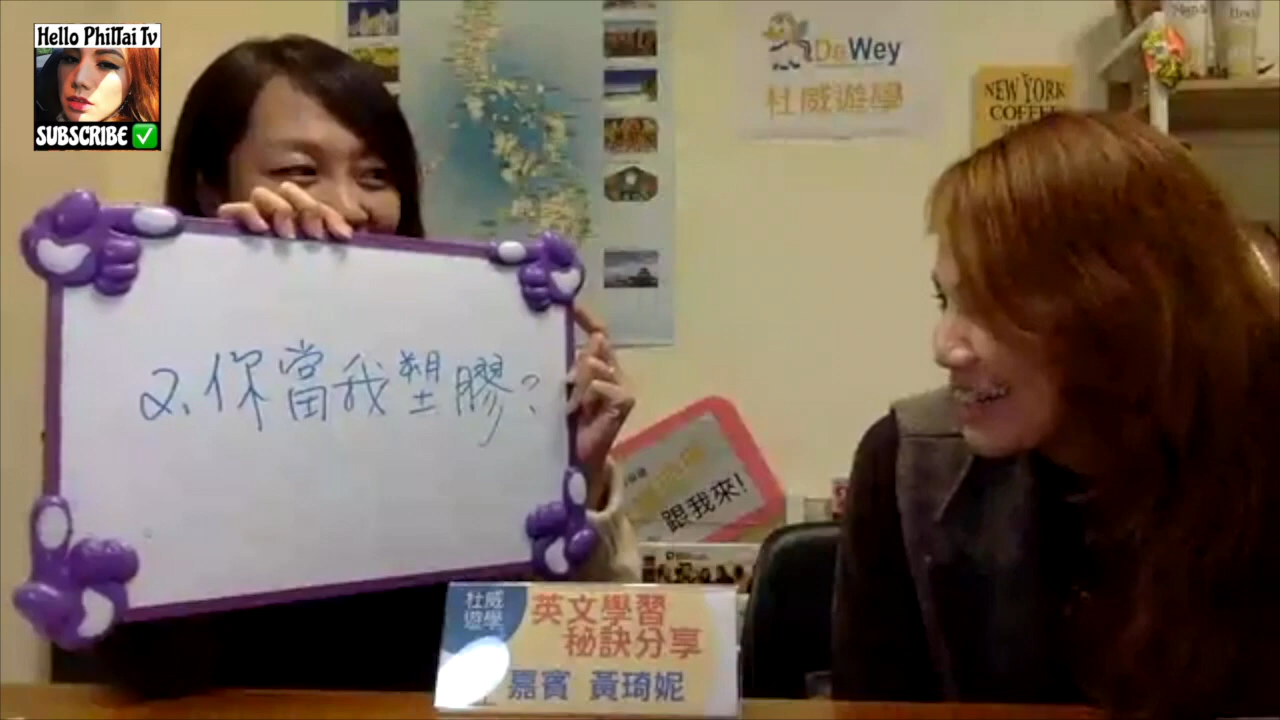 Hello PhilTai Tv
SUBSCRIBE
DaWey
杜威遊學
NEW YORK
COFFEE
2.你當我塑膠?
跟我來!
杜威
遊學
英文學習
秘訣分享
嘉賓 黃琦妮